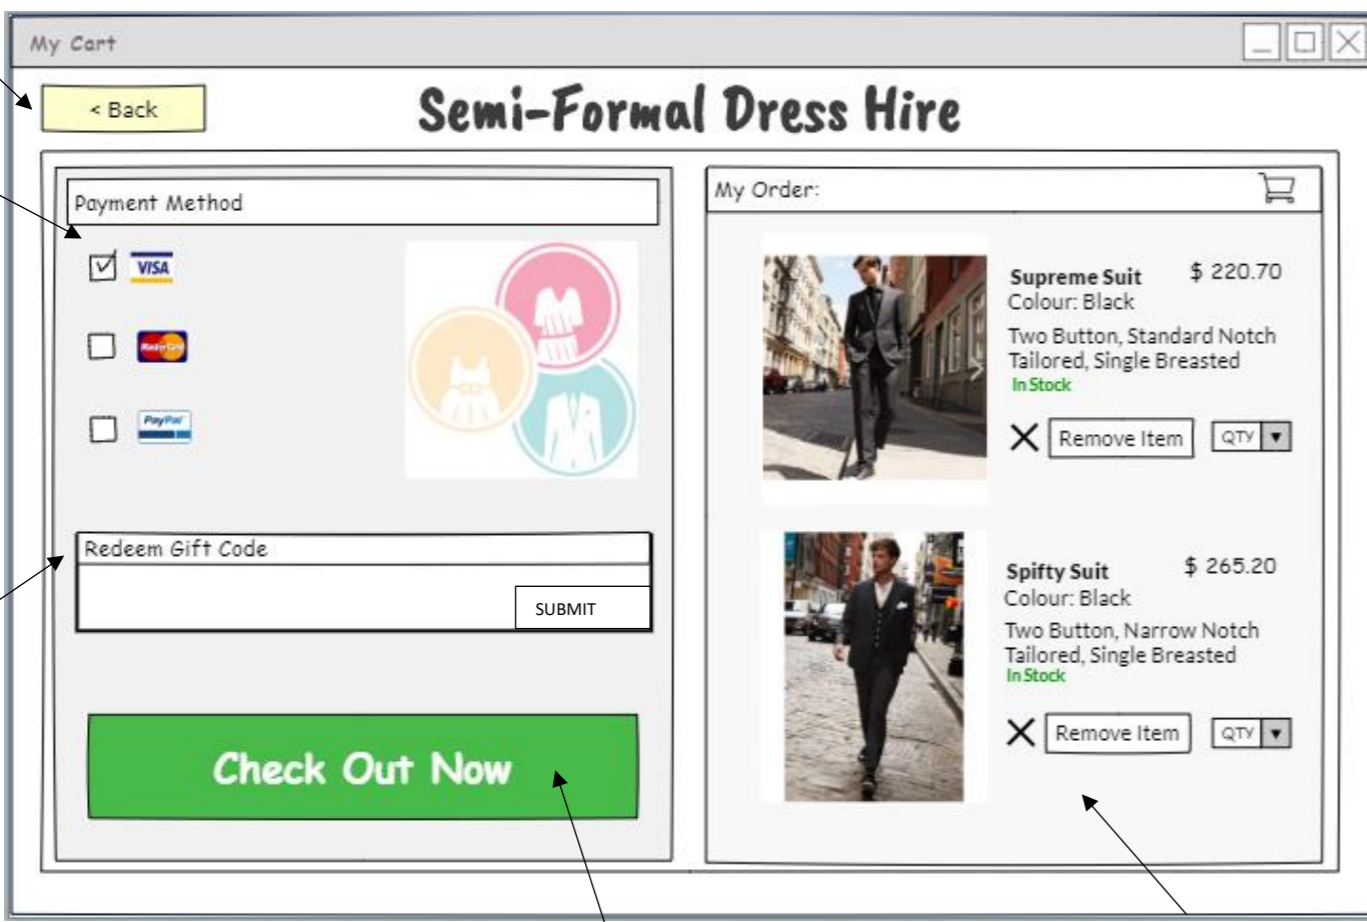 My Cart
< Back
Semi-Formal Dress Hire
Payment Method
VISA
MasterCard
PayPal
Redeem Gift Code
SUBMIT
Check Out Now
My Order:
Supreme Suit $ 220.70
Colour: Black
Two Button, Standard Notch
Tailored, Single Breasted
In Stock
Remove Item QTY
Spifty Suit $ 265.20
Colour: Black
Two Button, Narrow Notch
Tailored, Single Breasted
In Stock
Remove Item QTY